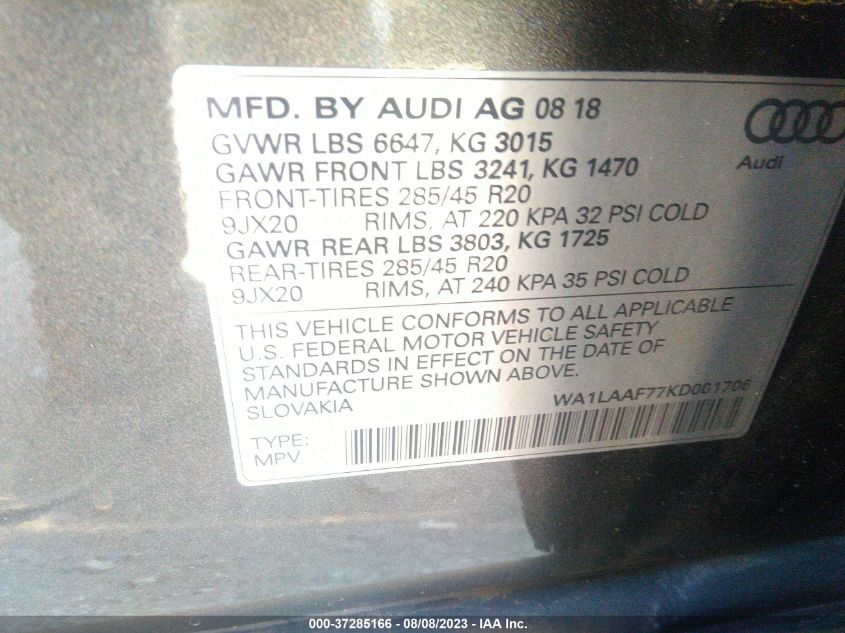 MFD. BY AUDI AG 08 18
GVWR LBS 6647, KG 3015
GAWR FRONT LBS 3241, KG 1470
FRONT-TIRES 285/45 R20
9JX20 RIMS, AT 220 KPA 32 PSI COLD
GAWR REAR LBS 3803, KG 1725
REAR-TIRES 285/45 R20
9JX20 RIMS, AT 240 KPA 35 PSI COLD
Audi
THIS VEHICLE CONFORMS TO ALL APPLICABLE
U.S. FEDERAL MOTOR VEHICLE SAFETY
STANDARDS IN EFFECT ON THE DATE OF
MANUFACTURE SHOWN ABOVE.
SLOVAKIA
WA1LAAF77KD001706
TYPE:
MPV
000-37285166 - 08/08/2023 - IAA Inc.